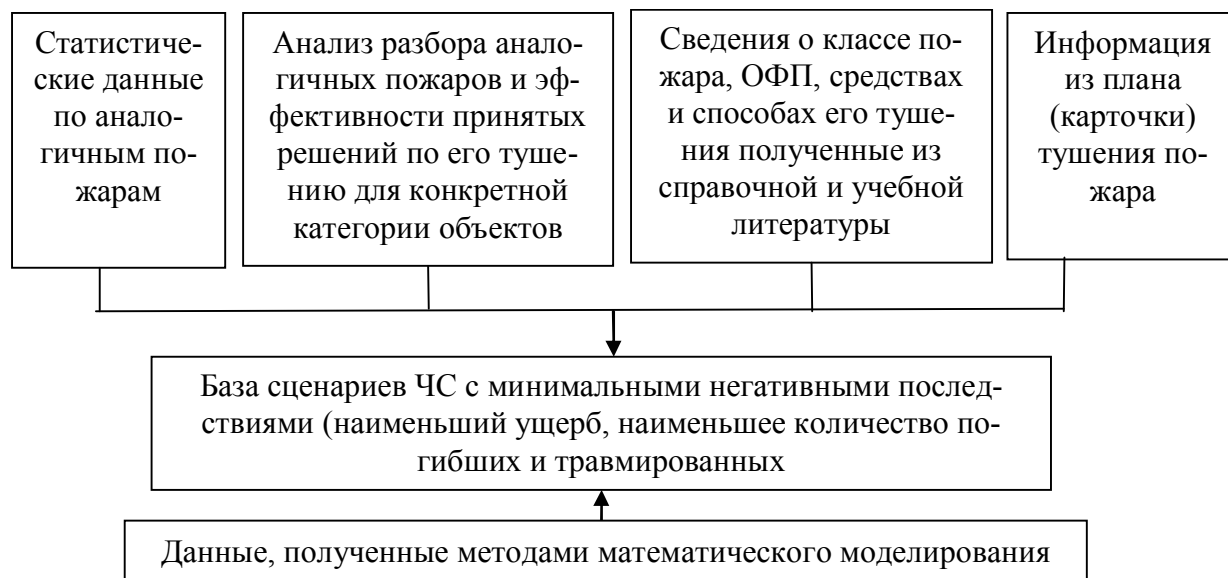 Статистиче-
ские данные
по анало-
гичным по-
жарам
Анализ разбора анало-
гичных пожаров и эф-
фективности принятых
решений по его туше-
нию для конкретной
категории объектов
Сведения о классе по-
жара, ОФП, средствах
и способах его туше-
ния полученные из
справочной и учебной
литературы
Информация
из плана
(карточки)
тушения по-
жара
База сценариев ЧС с минимальными негативными послед-
ствиями (наименьший ущерб, наименьшее количество по-
гибших и травмированных
Данные, полученные методами математического моделирования